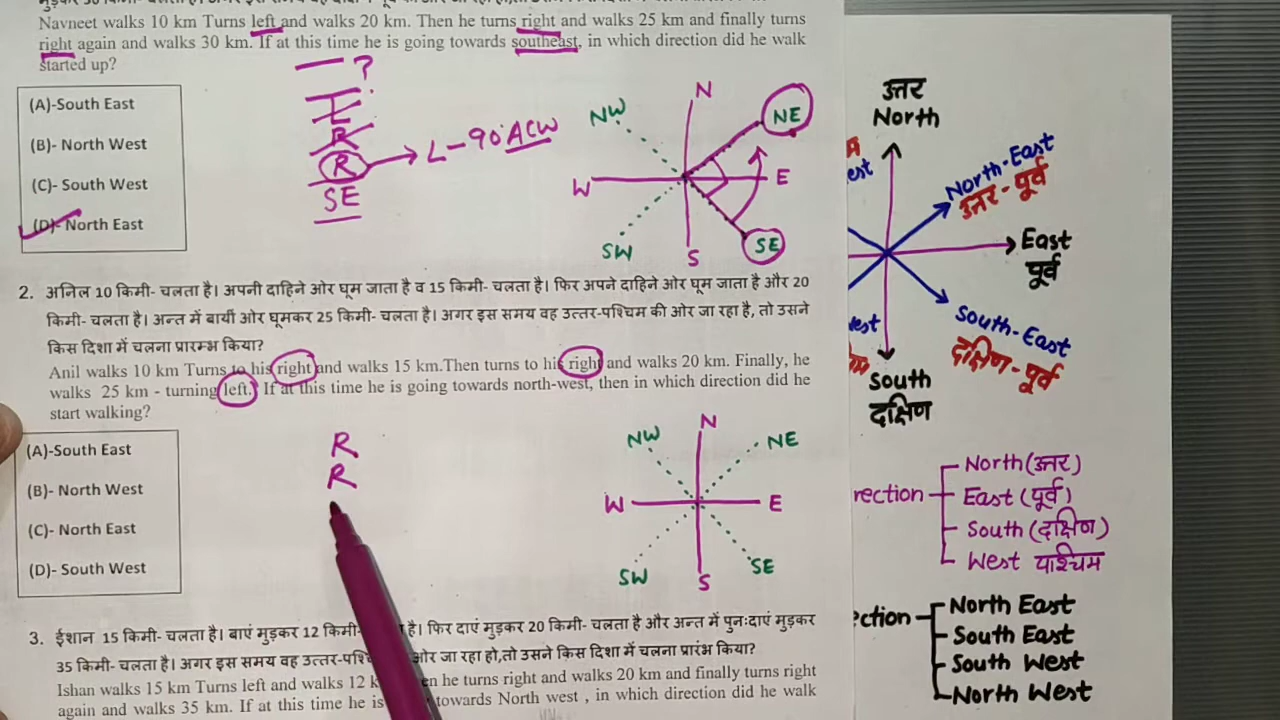 Navneet walks 10 km Turns left and walks 20 km. Then he turns right and walks 25 km and finally turns
right again and walks 30 km. If at this time he is going towards southeast, in which direction did he walk
started up?
(A)-South East
(B)- North West
(C)- South West
(D)- North East
?
L
R
R → L-90° ACW
SE
N
NE
E
SE
S
SW
W
NW
2. अनिल 10 किमी- चलता है। अपनी दाहिने ओर घूम जाता है व 15 किमी- चलता है। फिर अपने दाहिने ओर घूम जाता है और 20
किमी- चलता है। अन्त में बायीं ओर घूमकर 25 किमी- चलता है। अगर इस समय वह उत्तर-पश्चिम की ओर जा रहा है, तो उसने
किस दिशा में चलना प्रारम्भ किया?
Anil walks 10 km Turns to his right and walks 15 km.Then turns to his right and walks 20 km. Finally, he
walks 25 km - turning left. If at this time he is going towards north-west, then in which direction did he
start walking?
(A)-South East
(B)- North West
(C)- North East
(D)- South West
R
R
N
NE
E
SE
S
SW
W
NW
3. ईशान 15 किमी- चलता है। बाएं मुड़कर 12 किमी- है। फिर दाएं मुड़कर 20 किमी- चलता है और अन्त में पुनःदाएं मुड़कर
35 किमी- चलता है। अगर इस समय वह ओर जा रहा हो,तो उसने किस दिशा में चलना प्रारंभ किया?
Ishan walks 15 km Turns left and walks 12 he turns right and walks 20 km and finally turns right
again and walks 35 km. If at this time he is towards North west , in which direction did he walk
उत्तर
North
North-East
उत्तर-पूर्व
East
पूर्व
South-East
दक्षिण-पूर्व
South
दक्षिण
est
est
rection
North (उत्तर)
East (पूर्व)
South (दक्षिण)
West पाश्चिम
ection
North East
South East
South West
North West